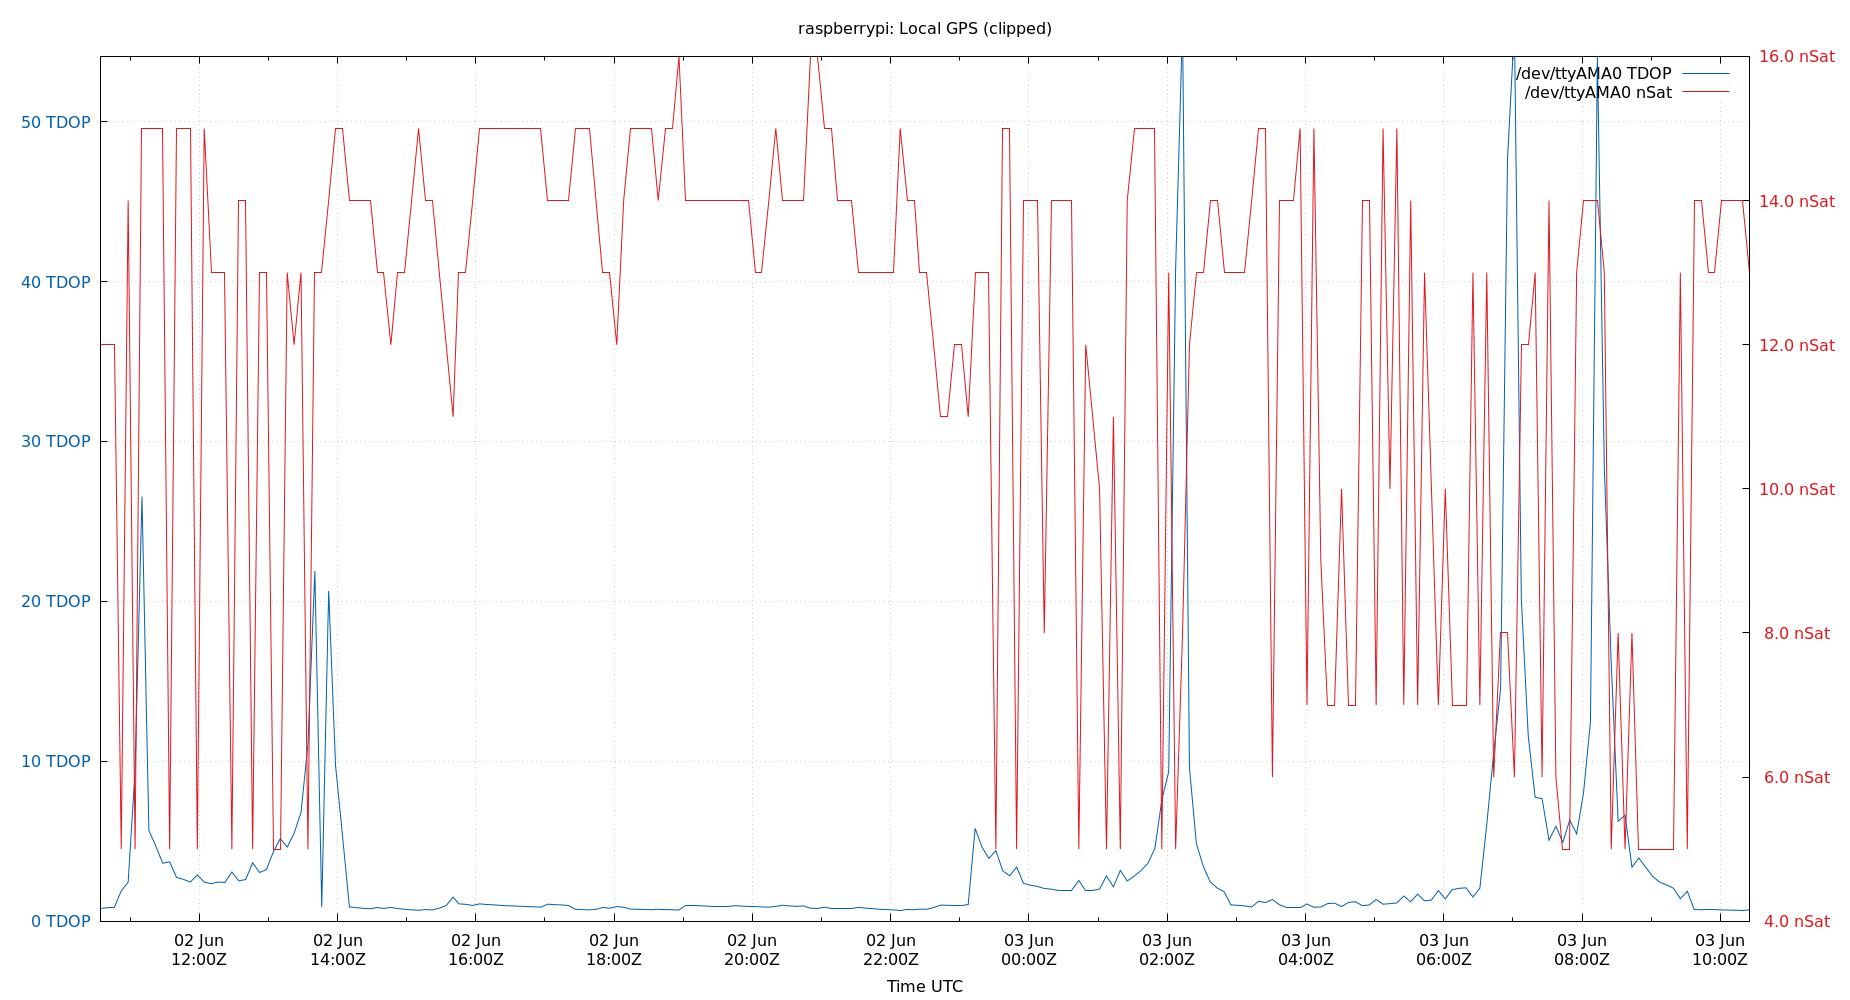 raspberrypi: Local GPS (clipped)
16.0 nSat
/dev/ttyAMA0 TDOP
/dev/ttyAMA0 nSat
50 TDOP
14.0 nSat
40 TDOP
12.0 nSat
30 TDOP
10.0 nSat
20 TDOP
8.0 nSat
10 TDOP
6.0 nSat
0 TDOP
4.0 nSat
02 Jun 02 Jun 02 Jun 02 Jun 02 Jun 02 Jun 03 Jun 03 Jun 03 Jun 03 Jun 03 Jun 03 Jun
12:00Z 14:00Z 16:00Z 18:00Z 20:00Z 22:00Z 00:00Z 02:00Z 04:00Z 06:00Z 08:00Z 10:00Z
Time UTC